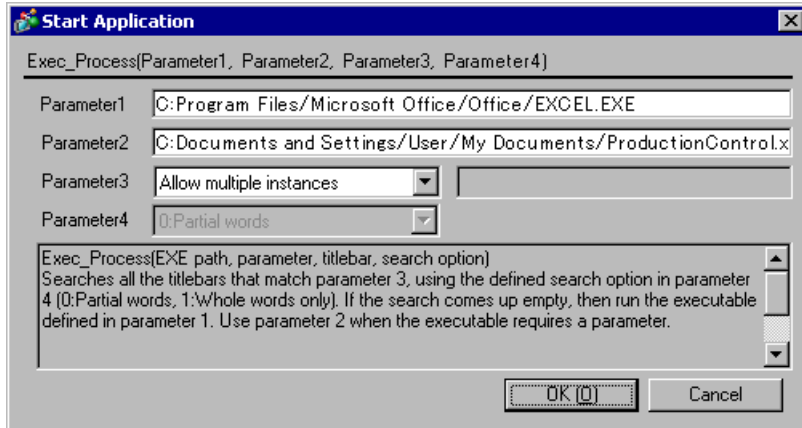 Start Application
Exec_Process(Parameter1, Parameter2, Parameter3, Parameter4)
Parameter1 C:Program Files/Microsoft Office/Office/EXCEL.EXE
Parameter2 C:Documents and Settings/User/My Documents/ProductionControl.x
Parameter3 Allow multiple instances
Parameter4 0:Partial words
Exec_Process(EXE path, parameter, titlebar, search option)
Searches all the titlebars that match parameter 3, using the defined search option in parameter
4 (0:Partial words, 1:Whole words only). If the search comes up empty, then run the executable
defined in parameter 1. Use parameter 2 when the executable requires a parameter.
OK (O) Cancel